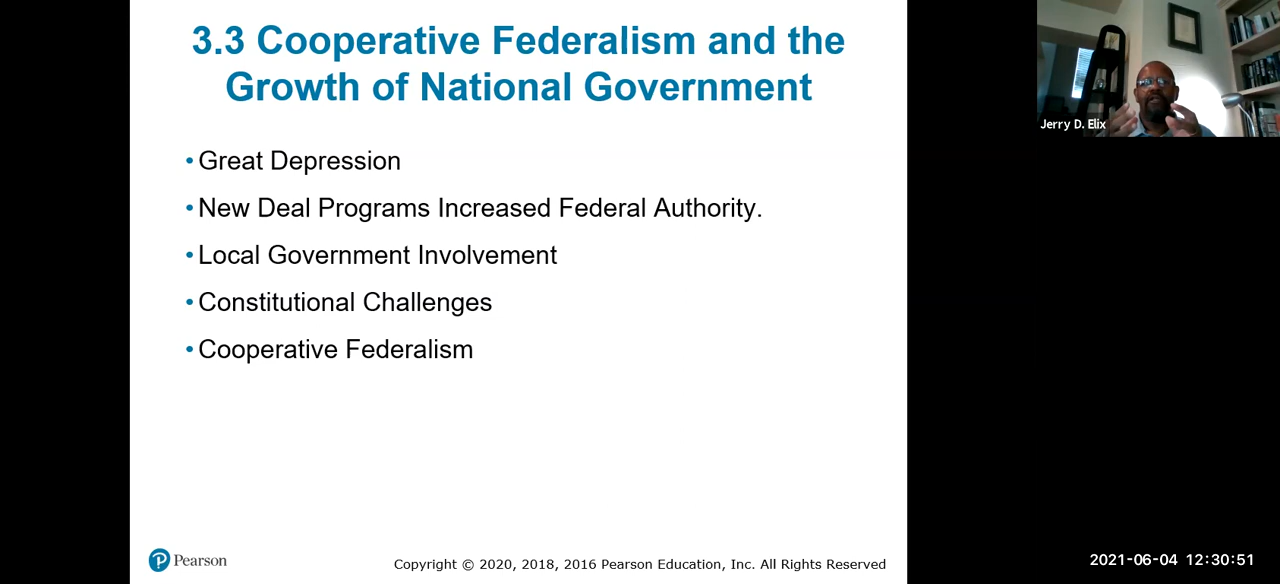 3.3 Cooperative Federalism and the
Growth of National Government
• Great Depression
• New Deal Programs Increased Federal Authority.
• Local Government Involvement
• Constitutional Challenges
• Cooperative Federalism
Jerry D. Elix
Pearson
Copyright © 2020, 2018, 2016 Pearson Education, Inc. All Rights Reserved
2021-06-04 12:30:51